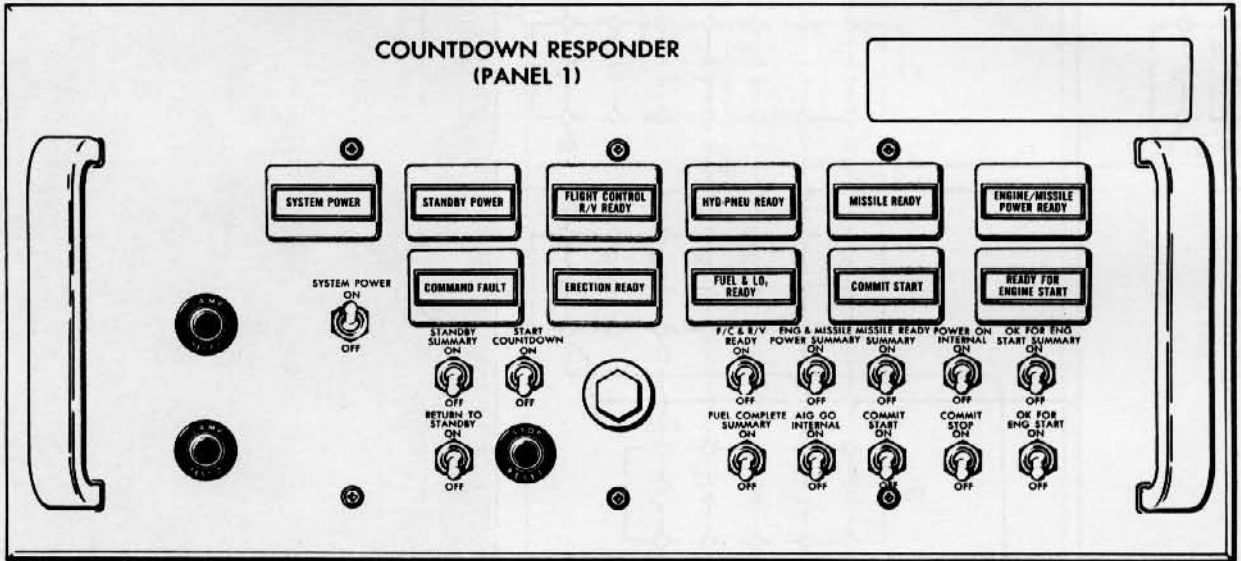 COUNTDOWN RESPONDER
(PANEL 1)
SYSTEM POWER
STANDBY POWER
FLIGHT CONTROL
R/V READY
HYD-PNEU READY
MISSILE READY
ENGINE/MISSILE
POWER READY
COMMAND FAULT
ERECTION READY
FUEL & LO₂
READY
COMMIT START
READY FOR
ENGINE START
SYSTEM POWER
ON
OFF
STANDBY
SUMMARY
ON
OFF
START
COUNTDOWN
ON
OFF
F/C & R/V
READY
ON
OFF
ENG & MISSILE
POWER SUMMARY
ON
OFF
MISSILE READY
SUMMARY
ON
OFF
POWER ON
INTERNAL
ON
OFF
OK FOR ENG
START SUMMARY
ON
OFF
RETURN TO
STANDBY
ON
OFF
FUEL COMPLETE
SUMMARY
ON
OFF
AIG GO
INTERNAL
ON
OFF
COMMIT
START
ON
OFF
COMMIT
STOP
ON
OFF
OK FOR
ENG START
ON
OFF